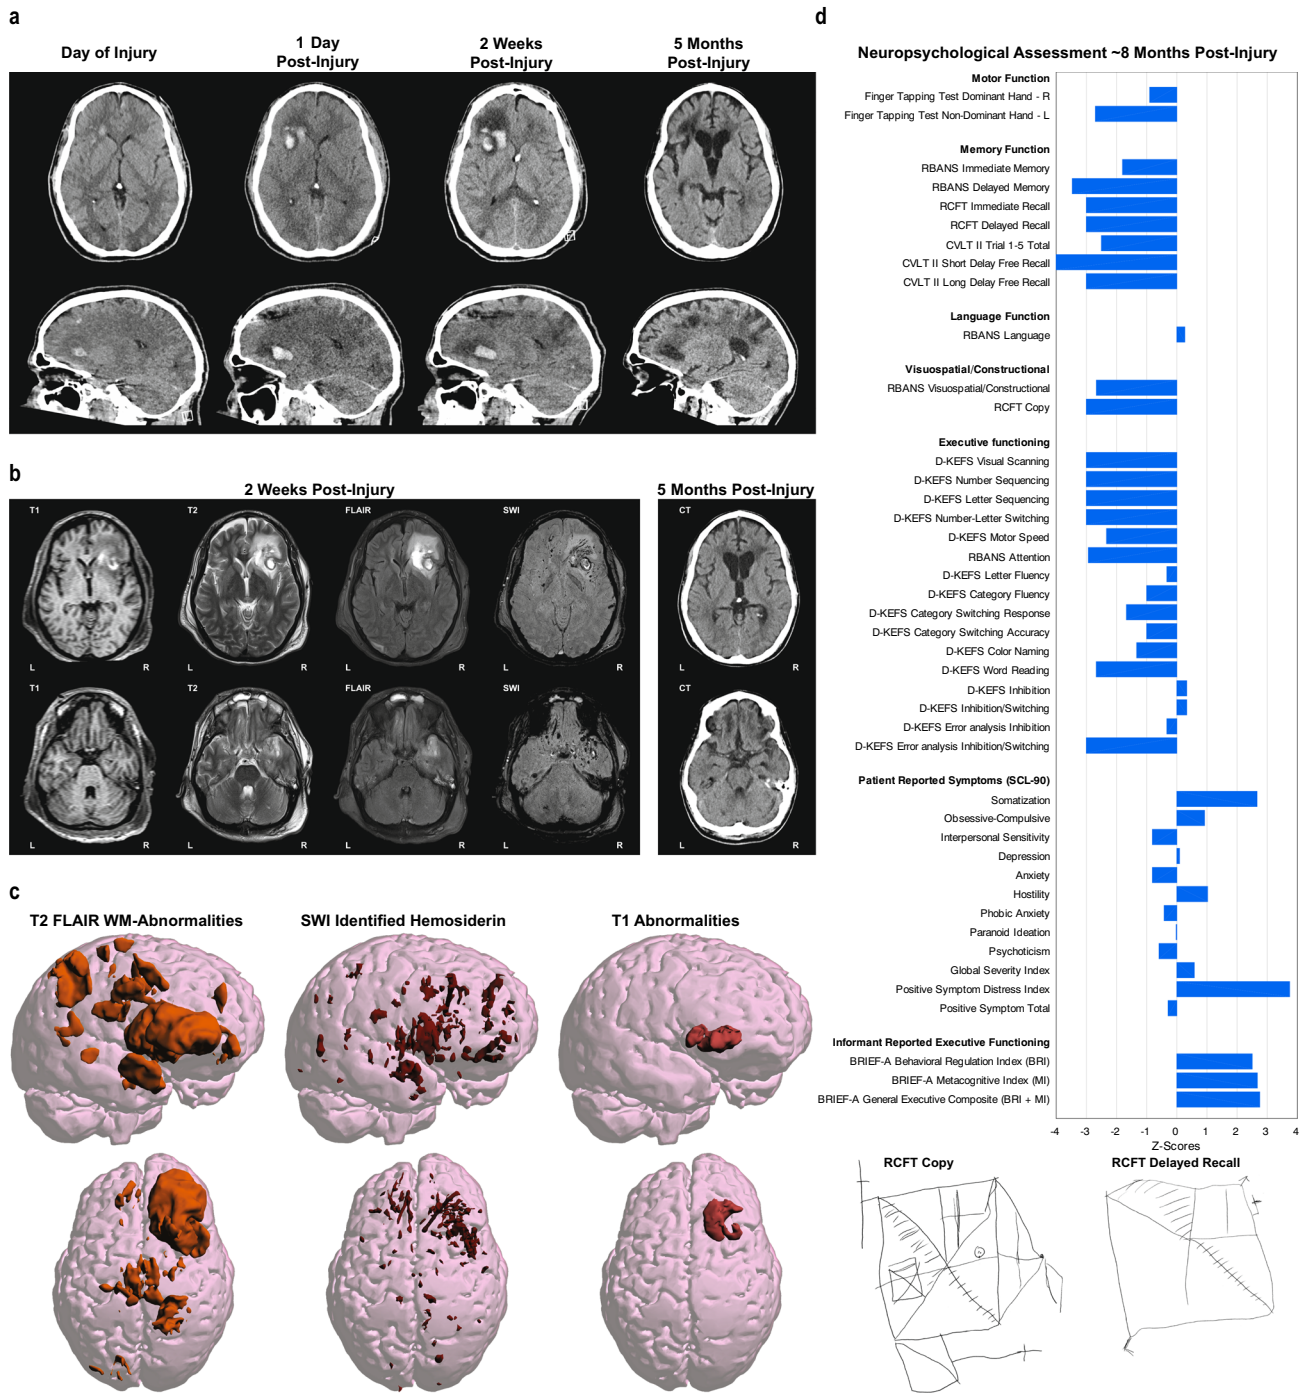 a
Day of Injury
1 Day
Post-Injury
2 Weeks
Post-Injury
5 Months
Post-Injury
b
2 Weeks Post-Injury
5 Months Post-Injury
T1
T2
FLAIR
SWI
CT
L R
L R
L R
L R
L R
T1
T2
FLAIR
SWI
CT
L R
L R
L R
L R
L R
c
T2 FLAIR WM-Abnormalities
SWI Identified Hemosiderin
T1 Abnormalities
d
Neuropsychological Assessment ~8 Months Post-Injury
Motor Function
Finger Tapping Test Dominant Hand - R
Finger Tapping Test Non-Dominant Hand - L
Memory Function
RBANS Immediate Memory
RBANS Delayed Memory
RCFT Immediate Recall
RCFT Delayed Recall
CVLT II Trial 1-5 Total
CVLT II Short Delay Free Recall
CVLT II Long Delay Free Recall
Language Function
RBANS Language
Visuospatial/Constructional
RBANS Visuospatial/Constructional
RCFT Copy
Executive functioning
D-KEFS Visual Scanning
D-KEFS Number Sequencing
D-KEFS Letter Sequencing
D-KEFS Number-Letter Switching
D-KEFS Motor Speed
RBANS Attention
D-KEFS Letter Fluency
D-KEFS Category Fluency
D-KEFS Category Switching Response
D-KEFS Category Switching Accuracy
D-KEFS Color Naming
D-KEFS Word Reading
D-KEFS Inhibition
D-KEFS Inhibition/Switching
D-KEFS Error analysis Inhibition
D-KEFS Error analysis Inhibition/Switching
Patient Reported Symptoms (SCL-90)
Somatization
Obsessive-Compulsive
Interpersonal Sensitivity
Depression
Anxiety
Hostility
Phobic Anxiety
Paranoid Ideation
Psychoticism
Global Severity Index
Positive Symptom Distress Index
Positive Symptom Total
Informant Reported Executive Functioning
BRIEF-A Behavioral Regulation Index (BRI)
BRIEF-A Metacognitive Index (MI)
BRIEF-A General Executive Composite (BRI + MI)
-4 -3 -2 -1 0 1 2 3 4
Z-Scores
RCFT Copy
RCFT Delayed Recall